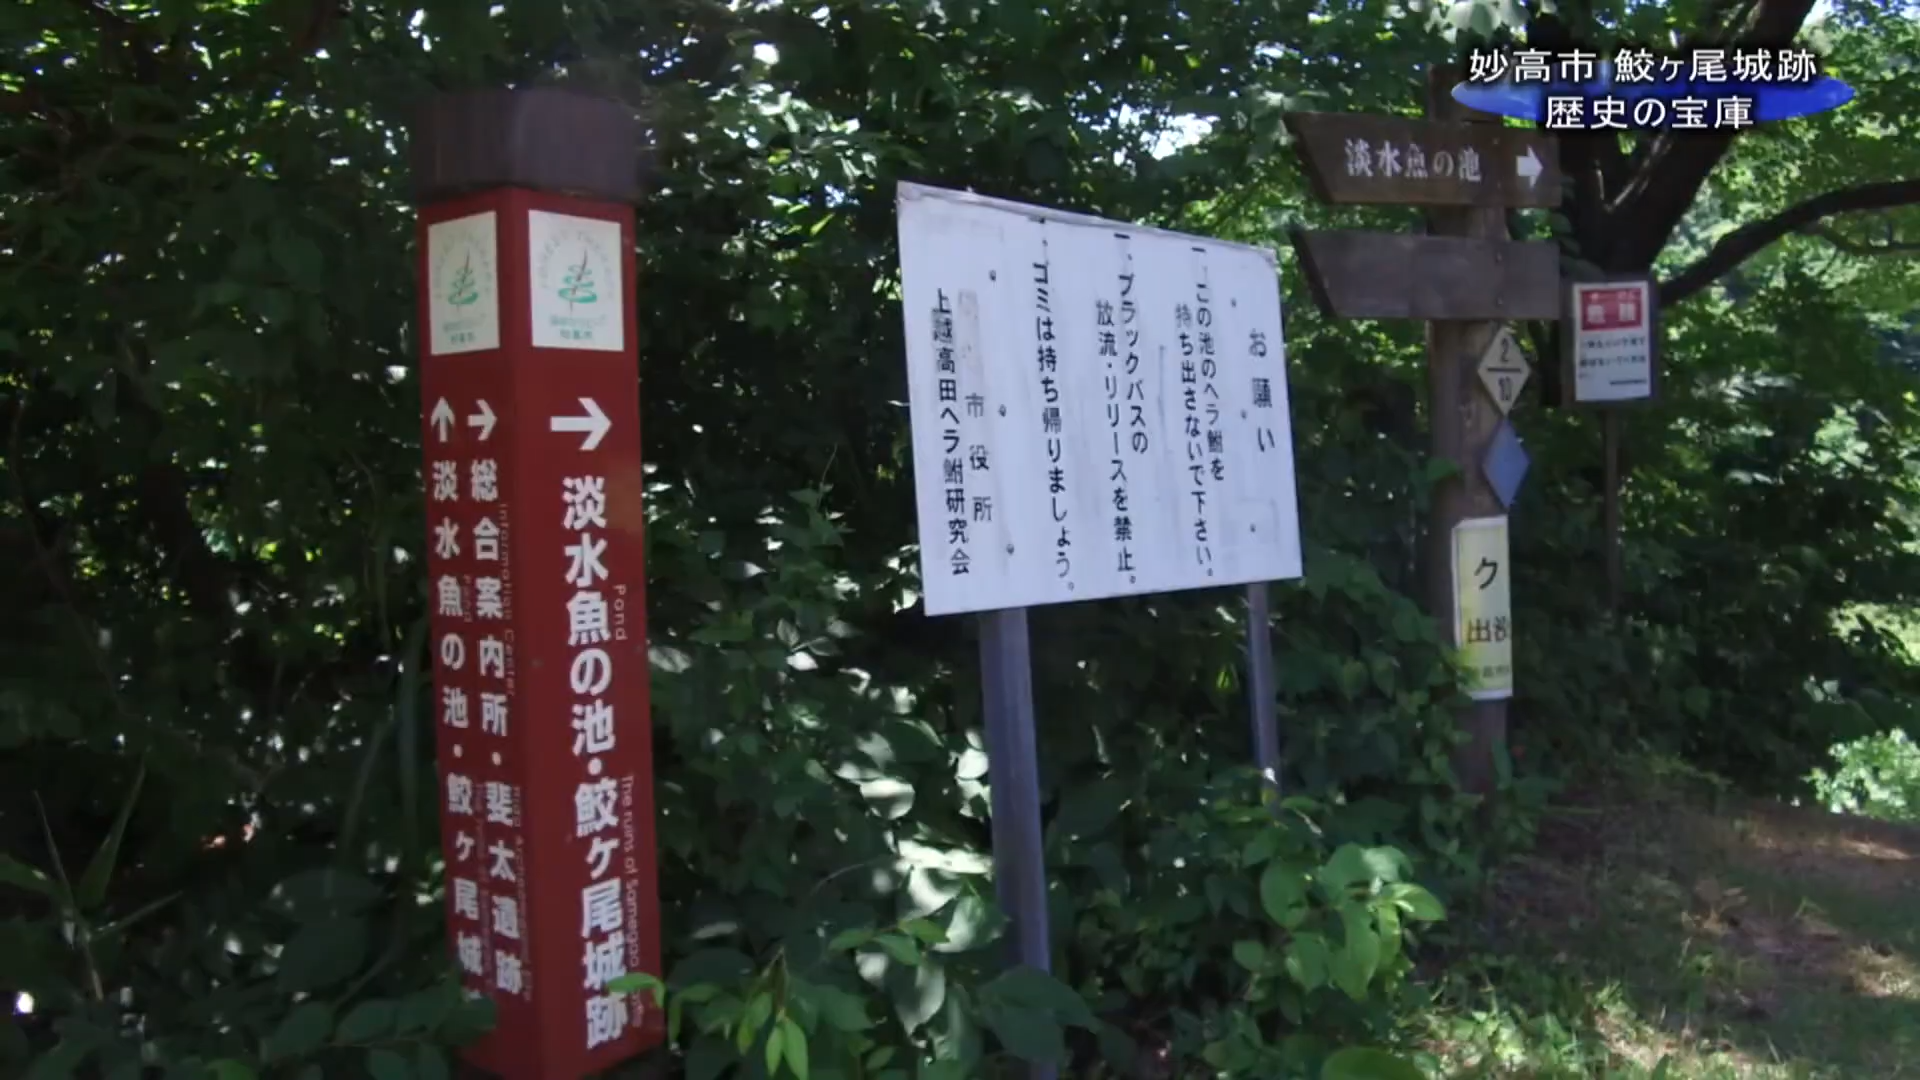 妙高市 鮫ヶ尾城跡
歴史の宝庫
淡水魚の池 →
→ 淡水魚の池・鮫ヶ尾城跡
Pond
The ruins of Samegao
→ 総合案内所・斐太遺跡
Information Center
↑ 淡水魚の池・鮫ヶ尾城
お願い
一、この池のヘラ鮒を
持ち出さないで下さい。
一、ブラックバスの
放流・リリースを禁止。
一、ゴミは持ち帰りましょう。
市役所
上越高田ヘラ鮒研究会
2
10
ク
出没
危険